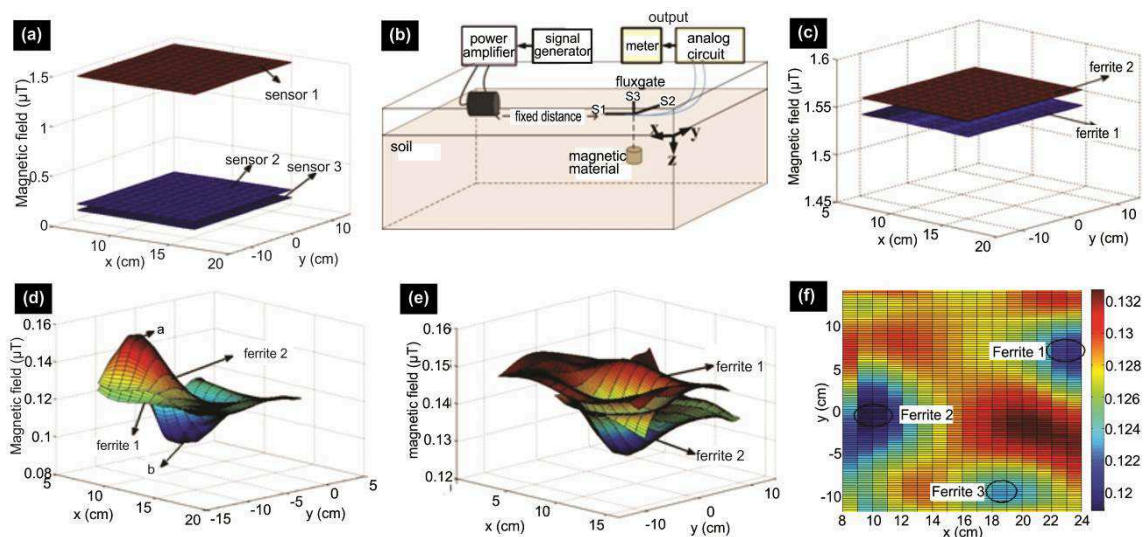 (a)
Magnetic field (µT)
1.5
1
0.5
0
sensor 1
sensor 2
sensor 3
10
15
20
x (cm)
-10
0
10
y (cm)
(b)
output
power
amplifier
signal
generator
meter
analog
circuit
fluxgate
S3
S1
S2
fixed distance
x
y
z
soil
magnetic
material
(c)
Magnetic field (µT)
1.6
1.55
1.5
1.45
ferrite 2
ferrite 1
5
10
15
20
x (cm)
-10
0
10
y (cm)
(d)
Magnetic field (µT)
0.16
0.14
0.12
0.1
0.08
a
ferrite 2
ferrite 1
b
5
10
15
20
x (cm)
-15
-10
-5
0
5
y (cm)
(e)
magnetic field (µT)
0.16
0.15
0.14
0.13
0.12
ferrite 1
ferrite 2
10
15
20
x (cm)
-10
0
10
y (cm)
(f)
y (cm)
10
5
0
-5
-10
Ferrite 1
Ferrite 2
Ferrite 3
8 10 12 14 16 18 20 22 24
x (cm)
0.132
0.13
0.128
0.126
0.124
0.122
0.12